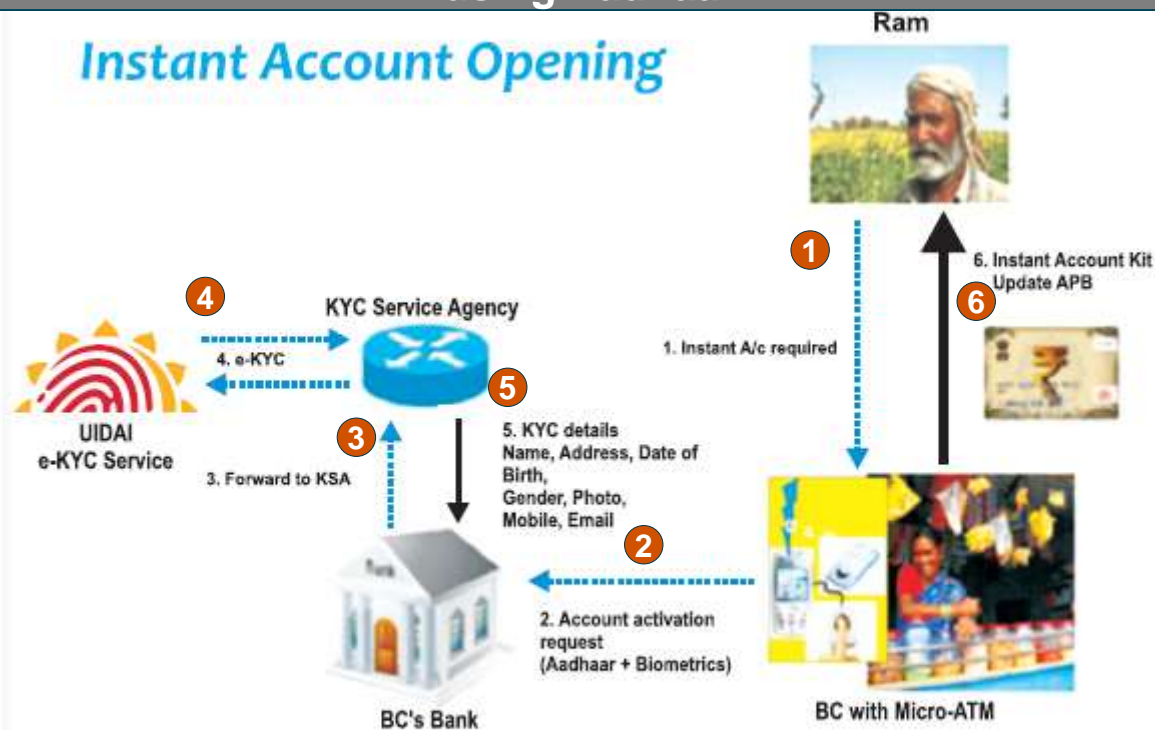 Instant Account Opening
Ram
1
6. Instant Account Kit
Update APB
6
4
KYC Service Agency
1. Instant A/c required
4. e-KYC
5
UIDAI
e-KYC Service
3
3. Forward to KSA
5. KYC details
Name, Address, Date of
Birth,
Gender, Photo,
Mobile, Email
2
Bank
2. Account activation
request
(Aadhaar + Biometrics)
BC's Bank
BC with Micro-ATM